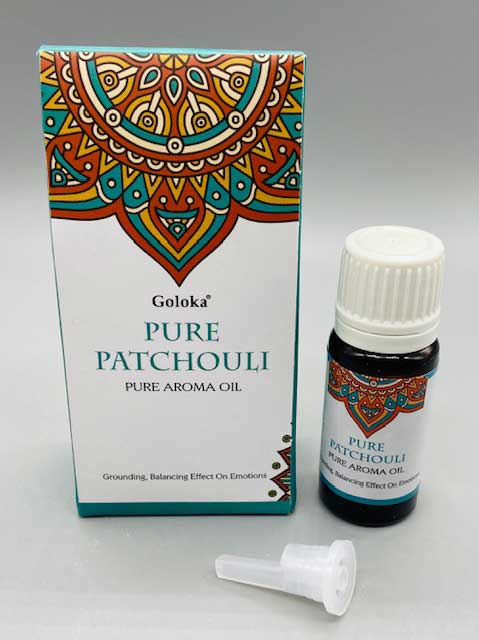 Goloka®
PURE
PATCHOULI
PURE AROMA OIL
Grounding, Balancing Effect On Emotions
PURE
PATCHOULI
PURE AROMA OIL
Balancing Effect On Emotions